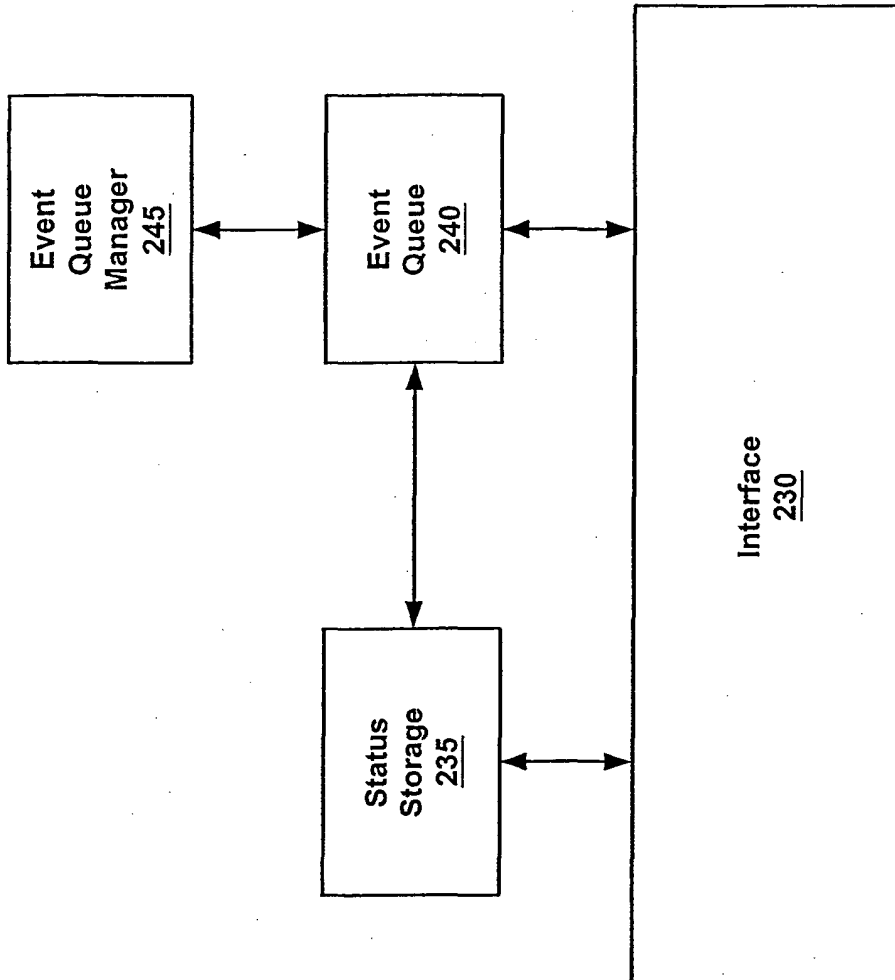 Event
Queue
Manager
245
Event
Queue
240
Status
Storage
235
Interface
230